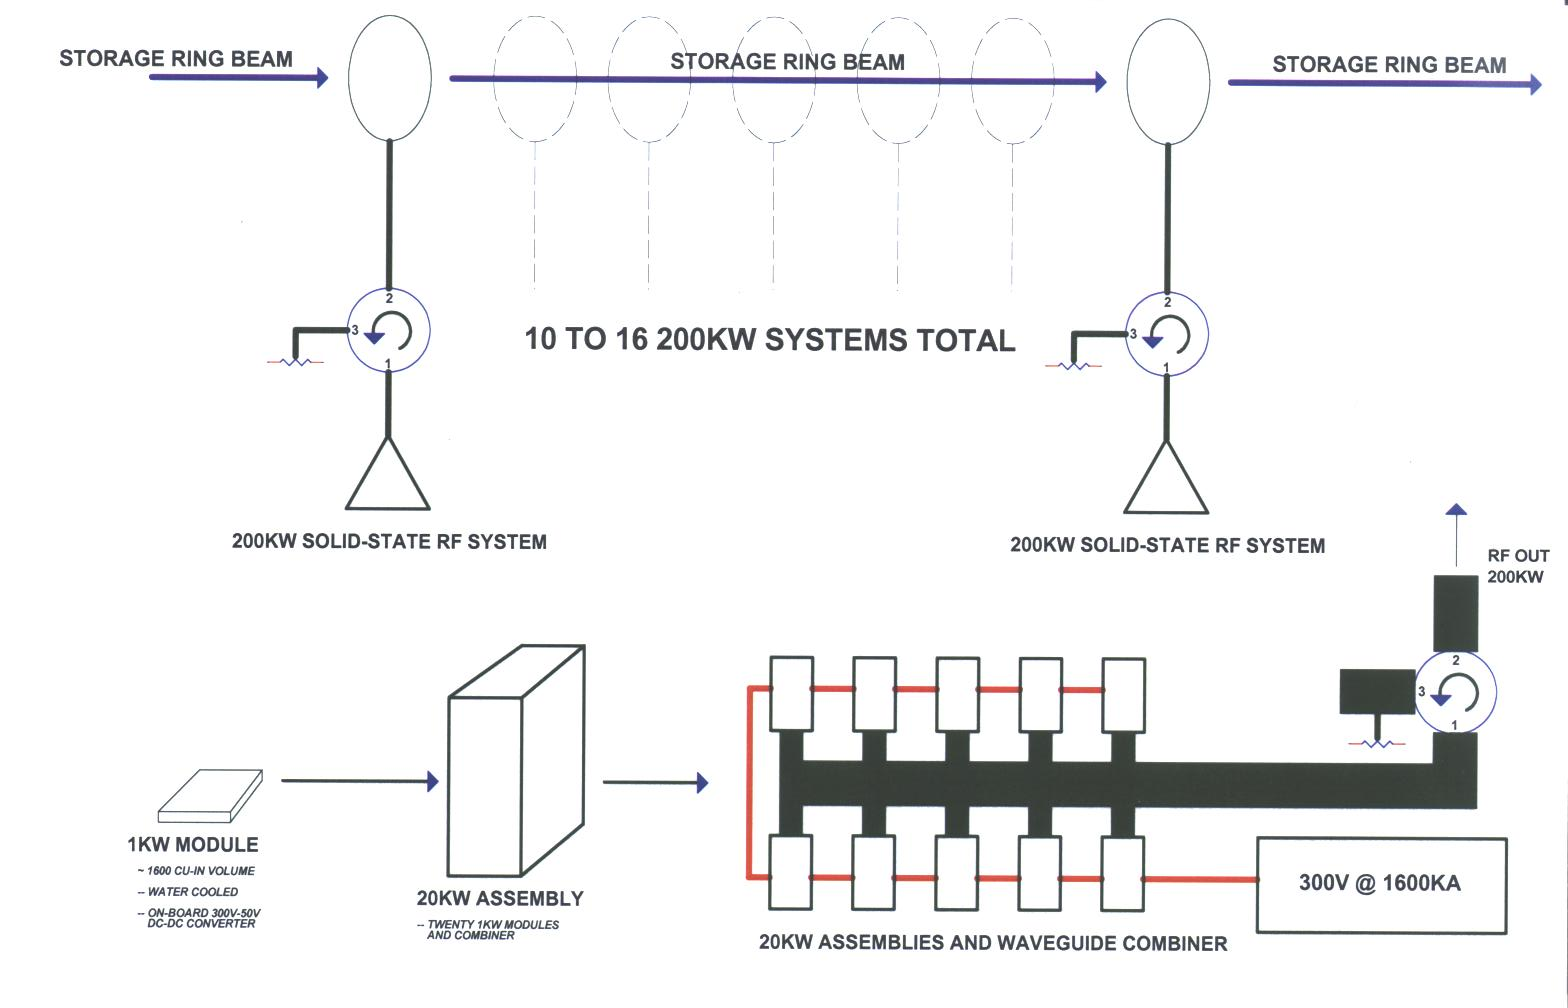 STORAGE RING BEAM
STORAGE RING BEAM
STORAGE RING BEAM
2
3
1
10 TO 16 200KW SYSTEMS TOTAL
2
3
1
200KW SOLID-STATE RF SYSTEM
200KW SOLID-STATE RF SYSTEM
RF OUT
200KW
2
3
1
1KW MODULE
~ 1600 CU-IN VOLUME
-- WATER COOLED
-- ON-BOARD 300V-50V
DC-DC CONVERTER
20KW ASSEMBLY
-- TWENTY 1KW MODULES
AND COMBINER
300V @ 1600KA
20KW ASSEMBLIES AND WAVEGUIDE COMBINER